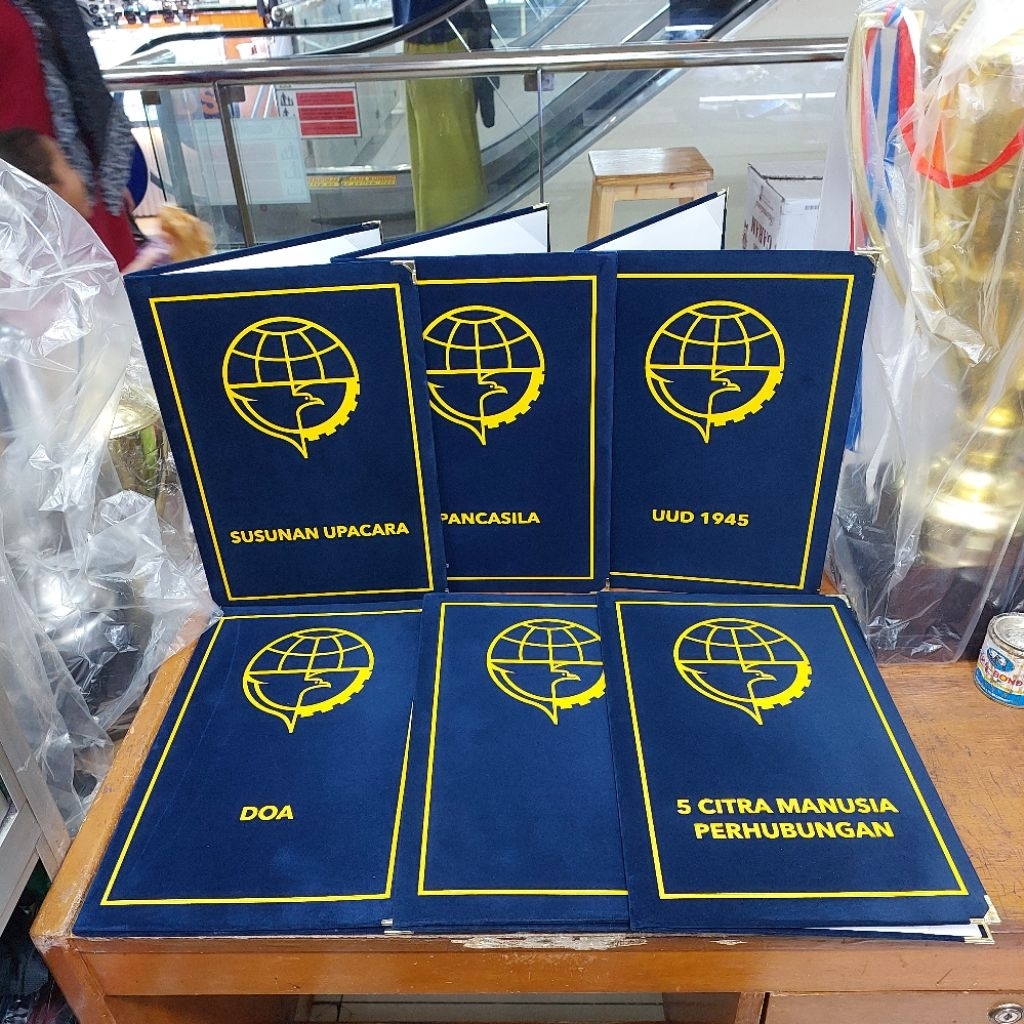 SUSUNAN UPACARA
PANCASILA
UUD 1945
DOA
5 CITRA MANUSIA
PERHUBUNGAN